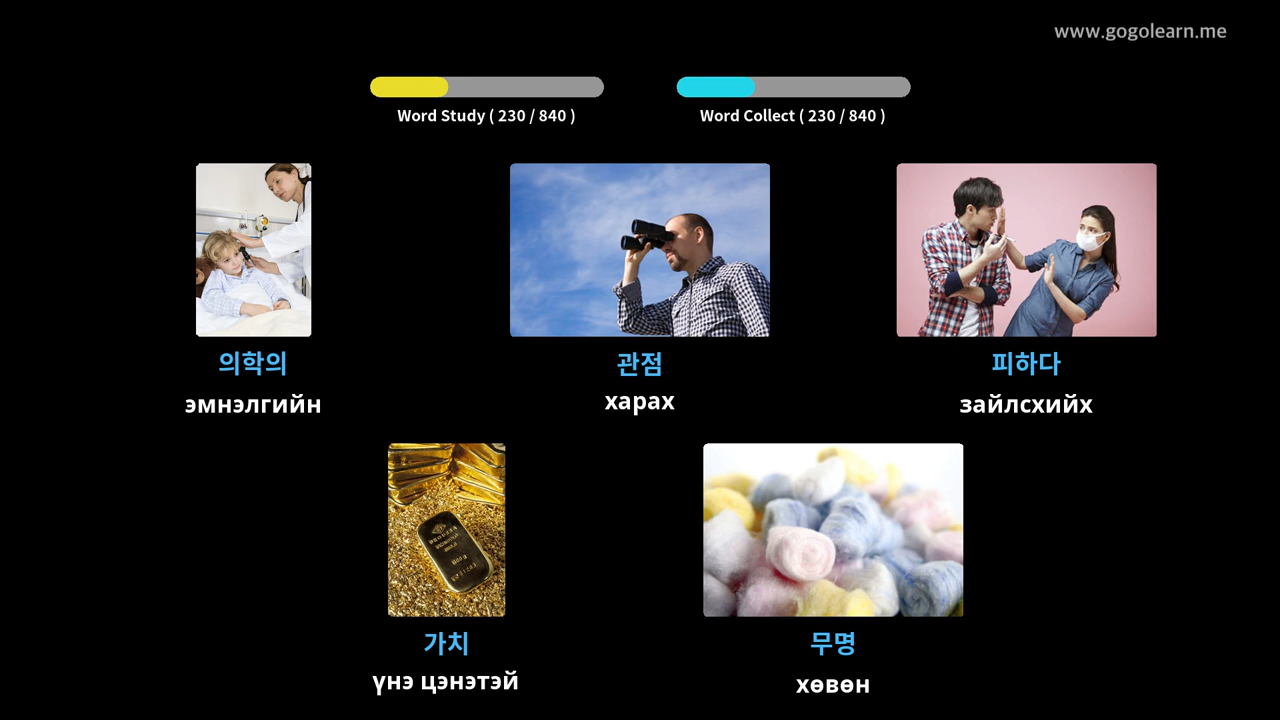 www.gogolearn.me
Word Study ( 230 / 840 )
Word Collect ( 230 / 840 )
의학의
관점
피하다
эмнэлгийн
харах
зайлсхийх
가치
무명
үнэ цэнэтэй
хөвөн